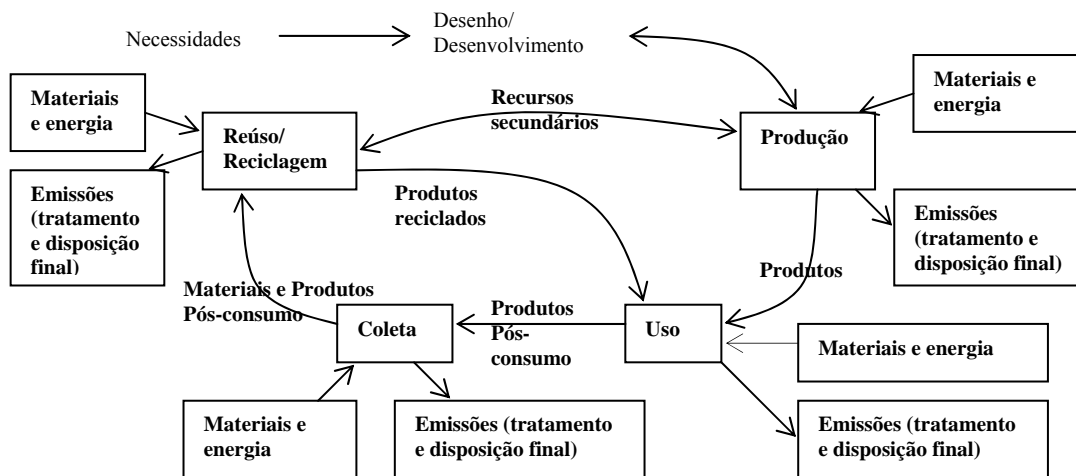 Necessidades
Desenho/
Desenvolvimento
Materiais
e energia
Reúso/
Reciclagem
Recursos
secundários
Produção
Materiais e
energia
Emissões
(tratamento
e disposição
final)
Produtos
reciclados
Emissões
(tratamento e
disposição final)
Produtos
Materiais e Produtos
Pós-consumo
Coleta
Produtos
Pós-
consumo
Uso
Materiais e energia
Materiais e
energia
Emissões (tratamento
e disposição final)
Emissões (tratamento
e disposição final)